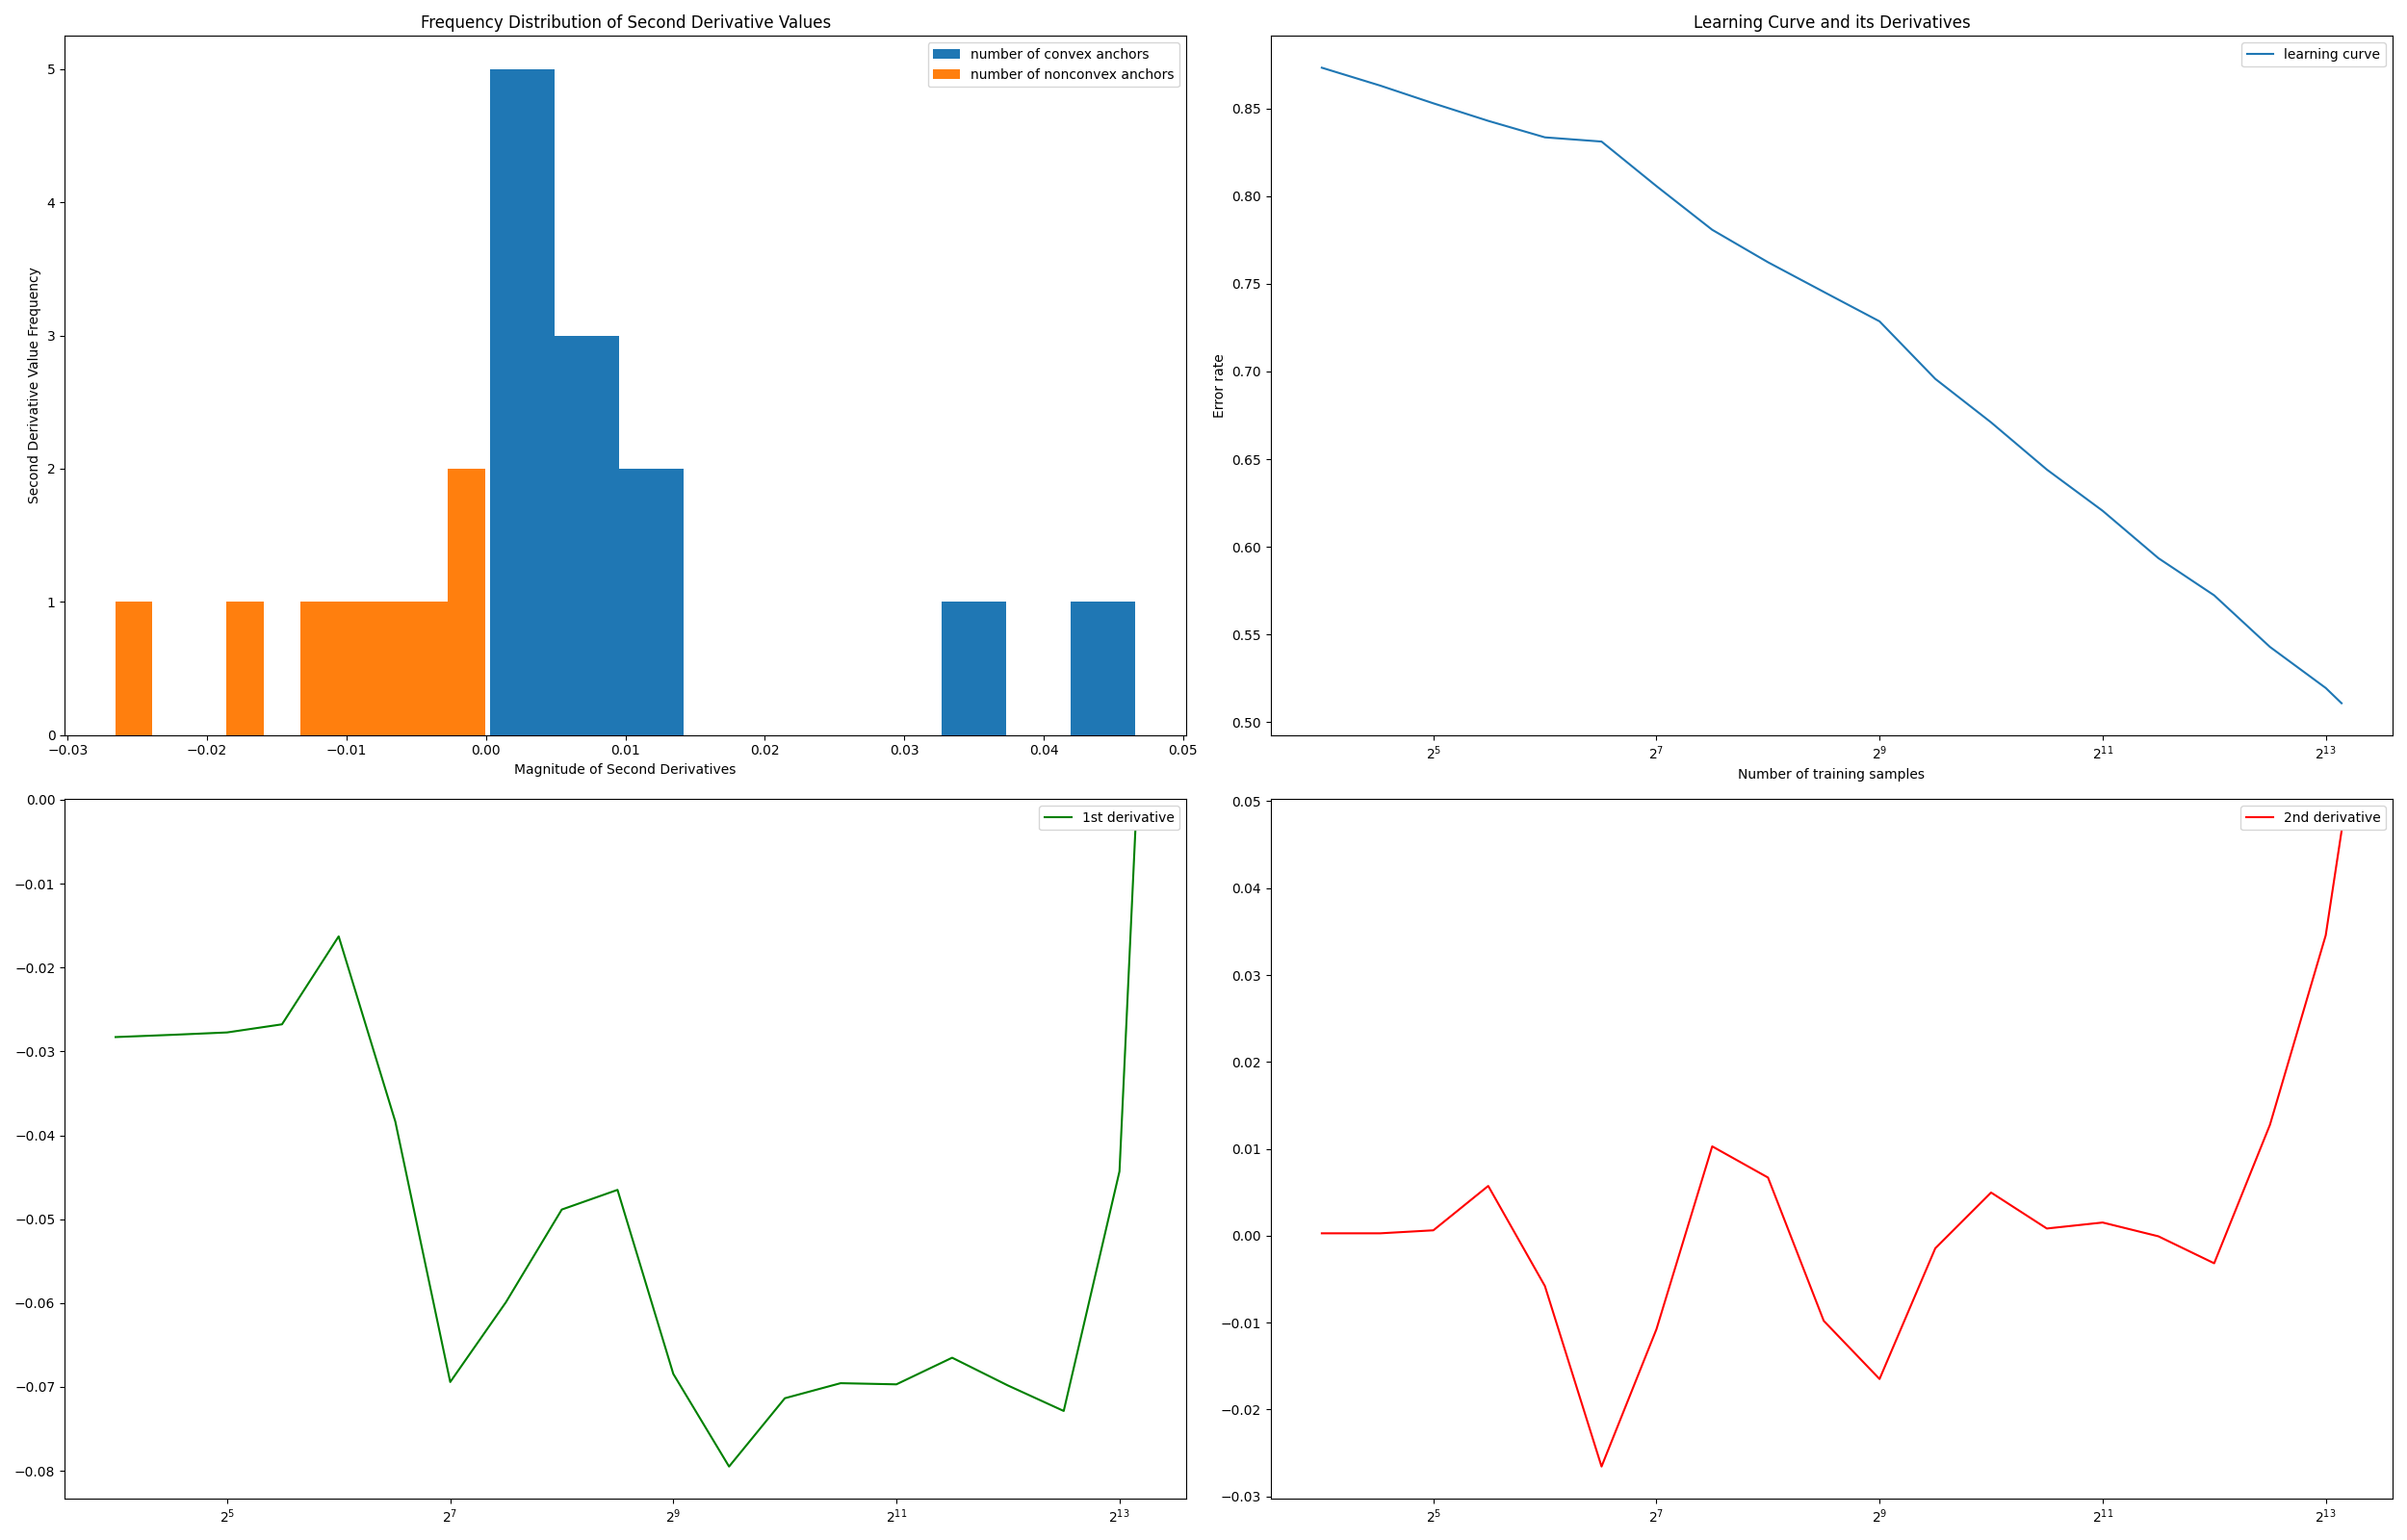 Frequency Distribution of Second Derivative Values
number of convex anchors
number of nonconvex anchors
Second Derivative Value Frequency
5
4
3
2
1
0
−0.03 −0.02 −0.01 0.00 0.01 0.02 0.03 0.04 0.05
Magnitude of Second Derivatives
Learning Curve and its Derivatives
learning curve
Error rate
0.85
0.80
0.75
0.70
0.65
0.60
0.55
0.50
2⁵ 2⁷ 2⁹ 2¹¹ 2¹³
Number of training samples
1st derivative
0.00
−0.01
−0.02
−0.03
−0.04
−0.05
−0.06
−0.07
−0.08
2⁵ 2⁷ 2⁹ 2¹¹ 2¹³
2nd derivative
0.05
0.04
0.03
0.02
0.01
0.00
−0.01
−0.02
−0.03
2⁵ 2⁷ 2⁹ 2¹¹ 2¹³